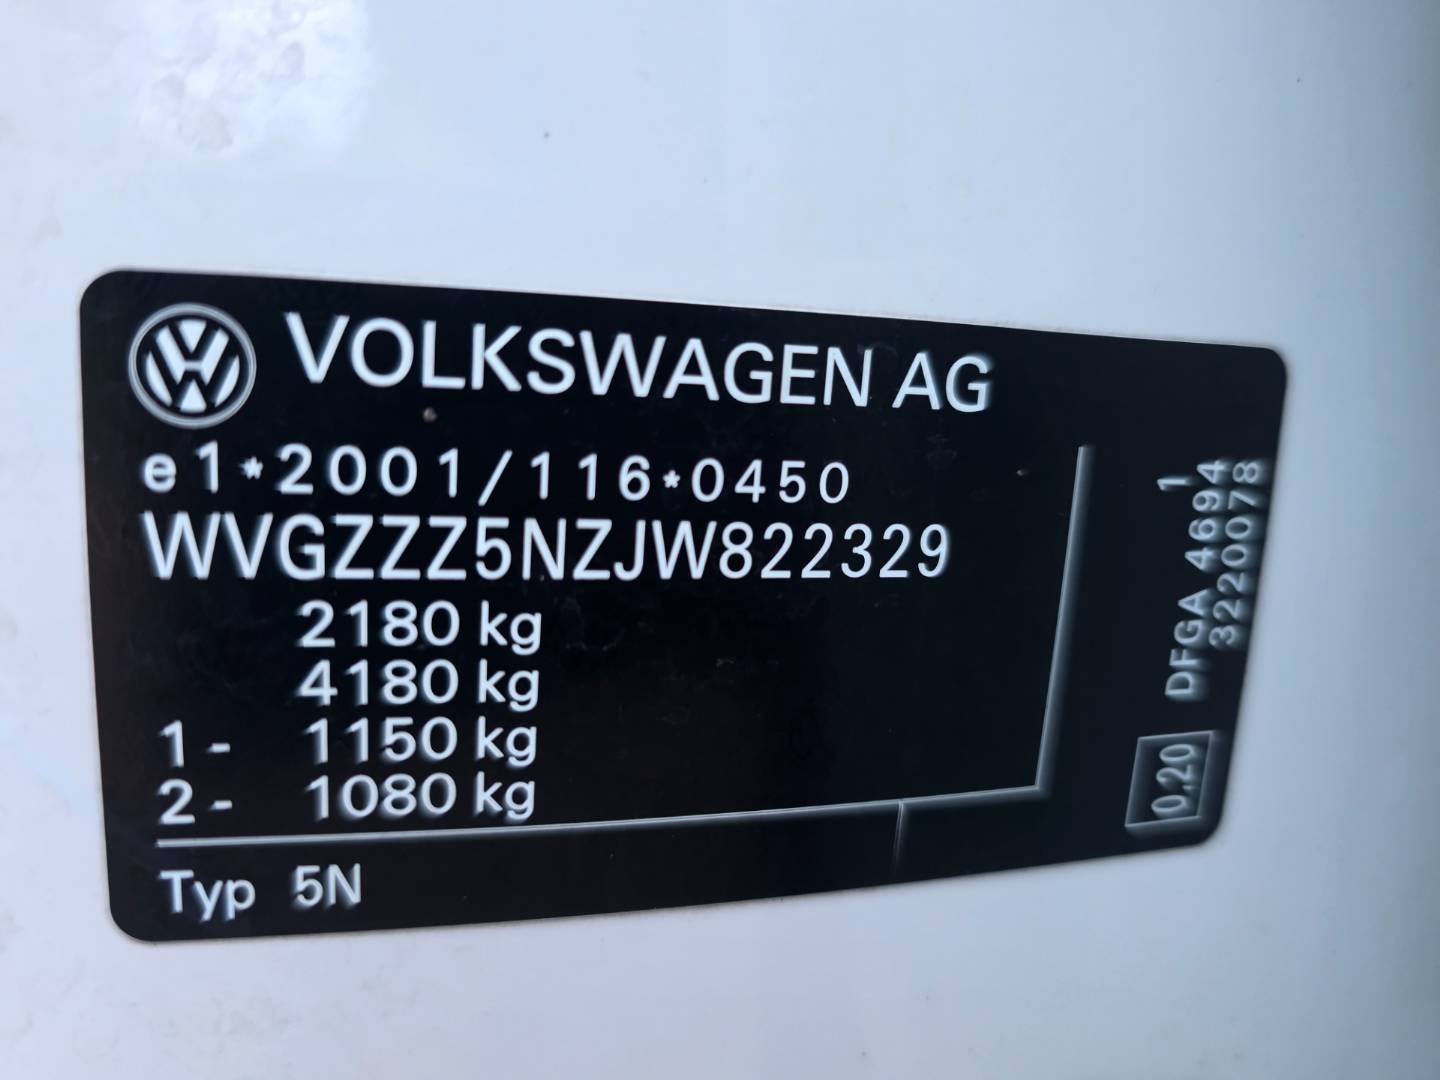 VOLKSWAGEN AG
e1*2001/116*0450
WVGZZZ5NZJW822329
2180 kg
4180 kg
1- 1150 kg
2- 1080 kg
Typ 5N
1
DFGA 4694
3220078
0.20